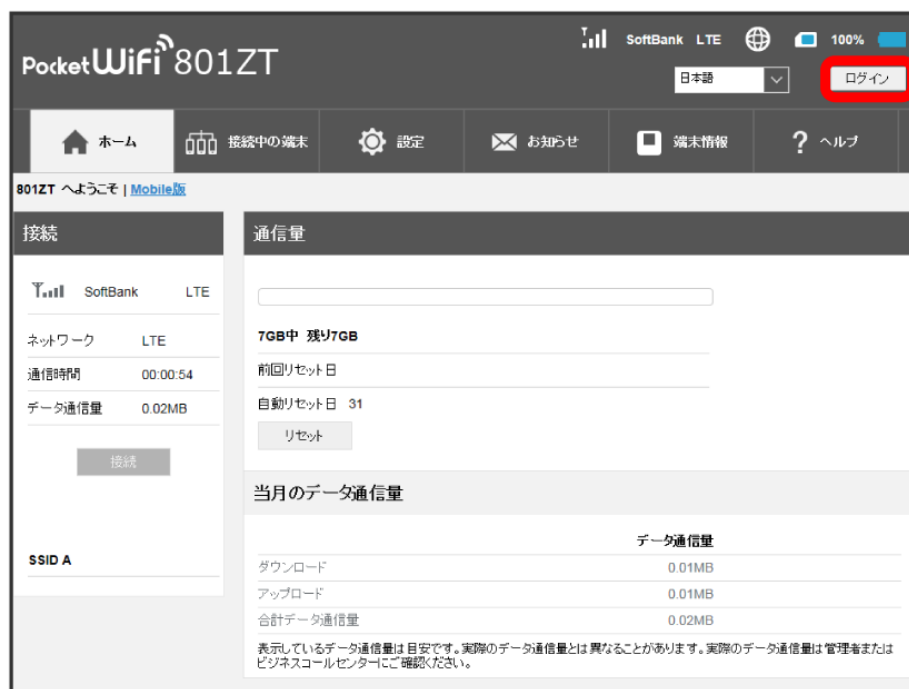 SoftBank LTE 100%
Pocket WiFi 801ZT
日本語 ログイン
ホーム 接続中の端末 設定 お知らせ 端末情報 ? ヘルプ
801ZT へようこそ | Mobile版
接続
SoftBank LTE
ネットワーク LTE
通信時間 00:00:54
データ通信量 0.02MB
接続
SSID A
通信量
7GB中 残り7GB
前回リセット日
自動リセット日 31
リセット
当月のデータ通信量
データ通信量
ダウンロード 0.01MB
アップロード 0.01MB
合計データ通信量 0.02MB
表示しているデータ通信量は目安です。実際のデータ通信量とは異なることがあります。実際のデータ通信量は管理者または
ビジネスコールセンターにご確認ください。